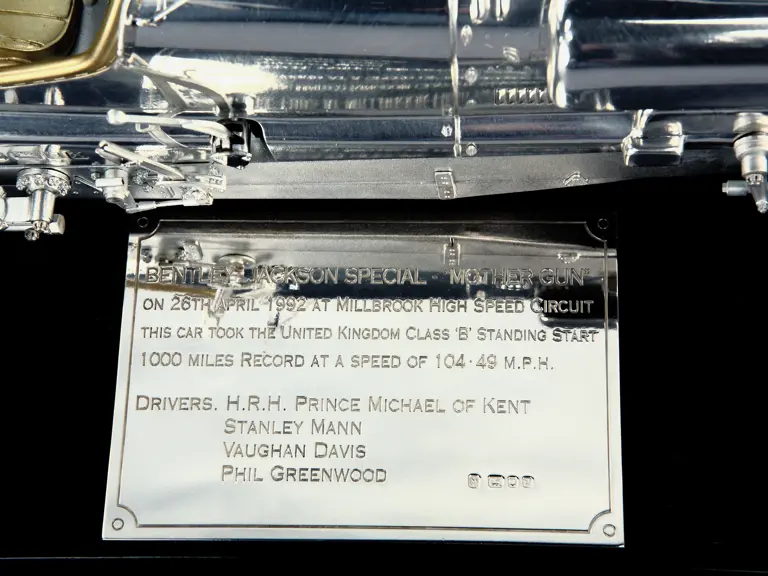 BENTLEY JACKSON SPECIAL - "MOTHER GUN"
ON 26TH APRIL 1992 AT MILLBROOK HIGH SPEED CIRCUIT
THIS CAR TOOK THE UNITED KINGDOM CLASS 'B' STANDING START
1000 MILES RECORD AT A SPEED OF 104·49 M.P.H.
DRIVERS. H.R.H. PRINCE MICHAEL OF KENT
STANLEY MANN
VAUGHAN DAVIS
PHIL GREENWOOD